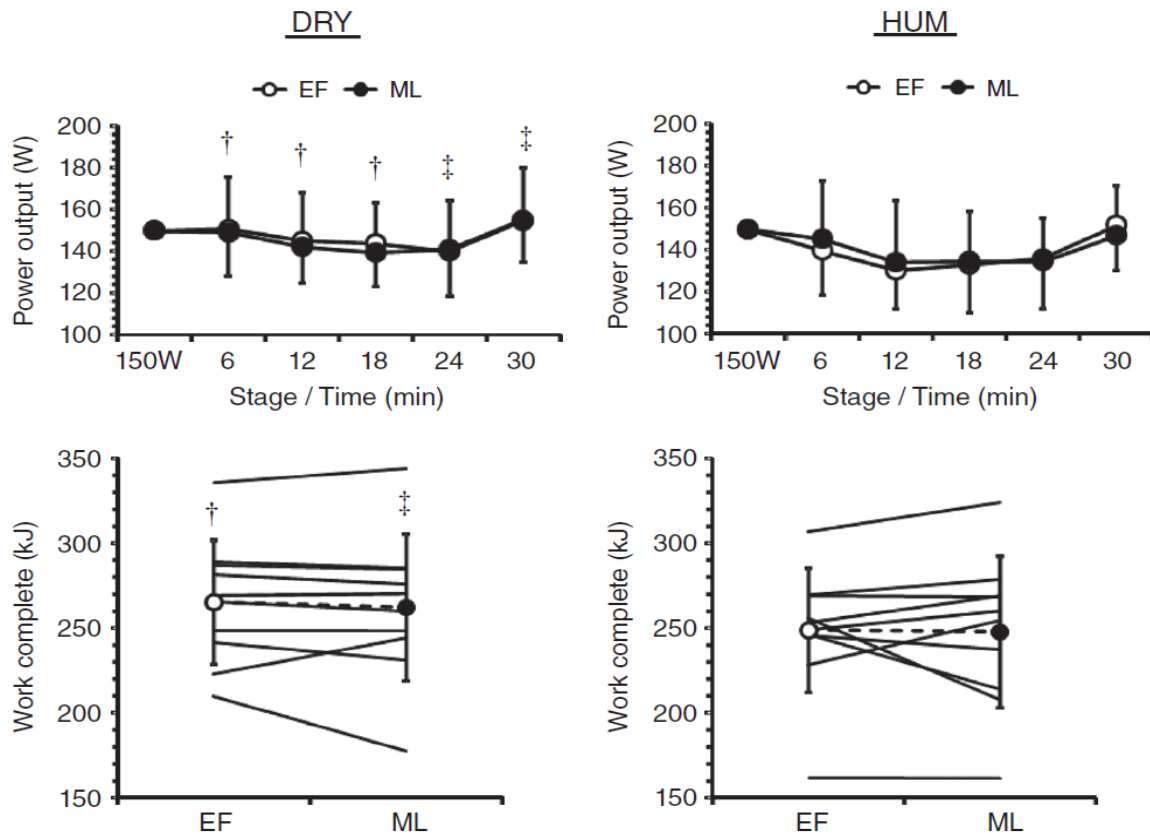 DRY
HUM
EF ML
EF ML
Power output (W)
200
180
160
140
120
100
† † † ‡ ‡
150W 6 12 18 24 30
Stage / Time (min)
Power output (W)
200
180
160
140
120
100
150W 6 12 18 24 30
Stage / Time (min)
Work complete (kJ)
350
300
250
200
150
† ‡
EF ML
Work complete (kJ)
350
300
250
200
150
EF ML